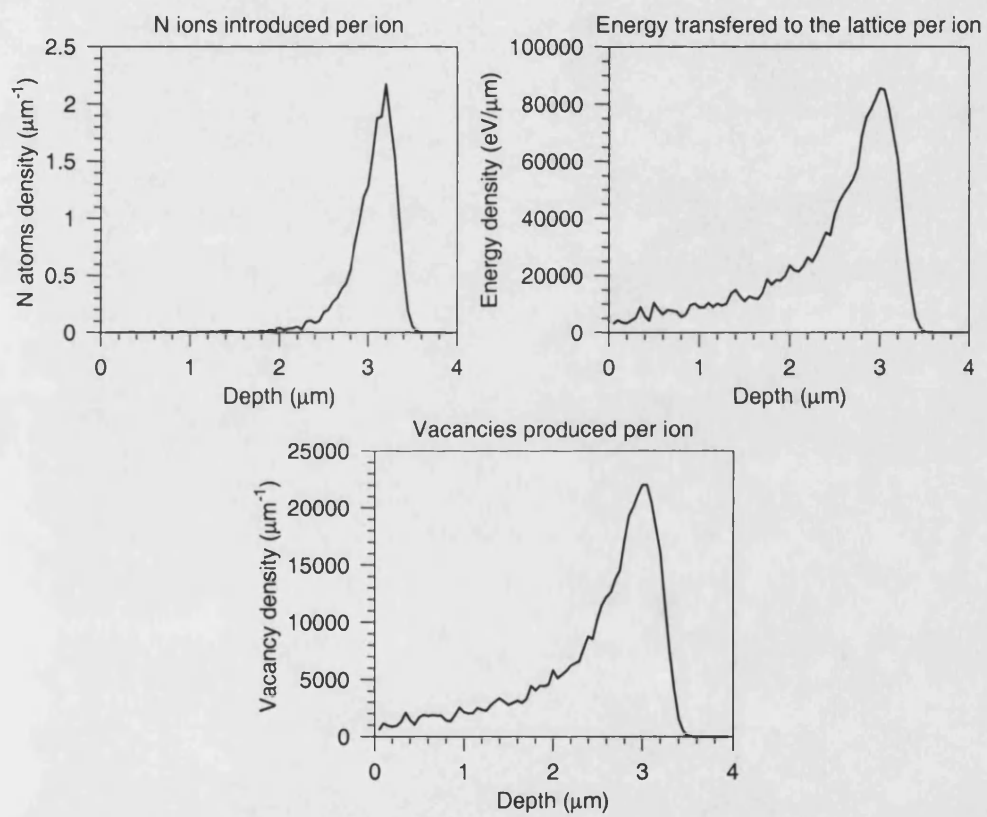 N ions introduced per ion
2.5
2
1.5
1
0.5
0
N atoms density (μm⁻¹)
0 1 2 3 4
Depth (μm)
Energy transfered to the lattice per ion
100000
80000
60000
40000
20000
0
Energy density (eV/μm)
0 1 2 3 4
Depth (μm)
Vacancies produced per ion
25000
20000
15000
10000
5000
0
Vacancy density (μm⁻¹)
0 1 2 3 4
Depth (μm)